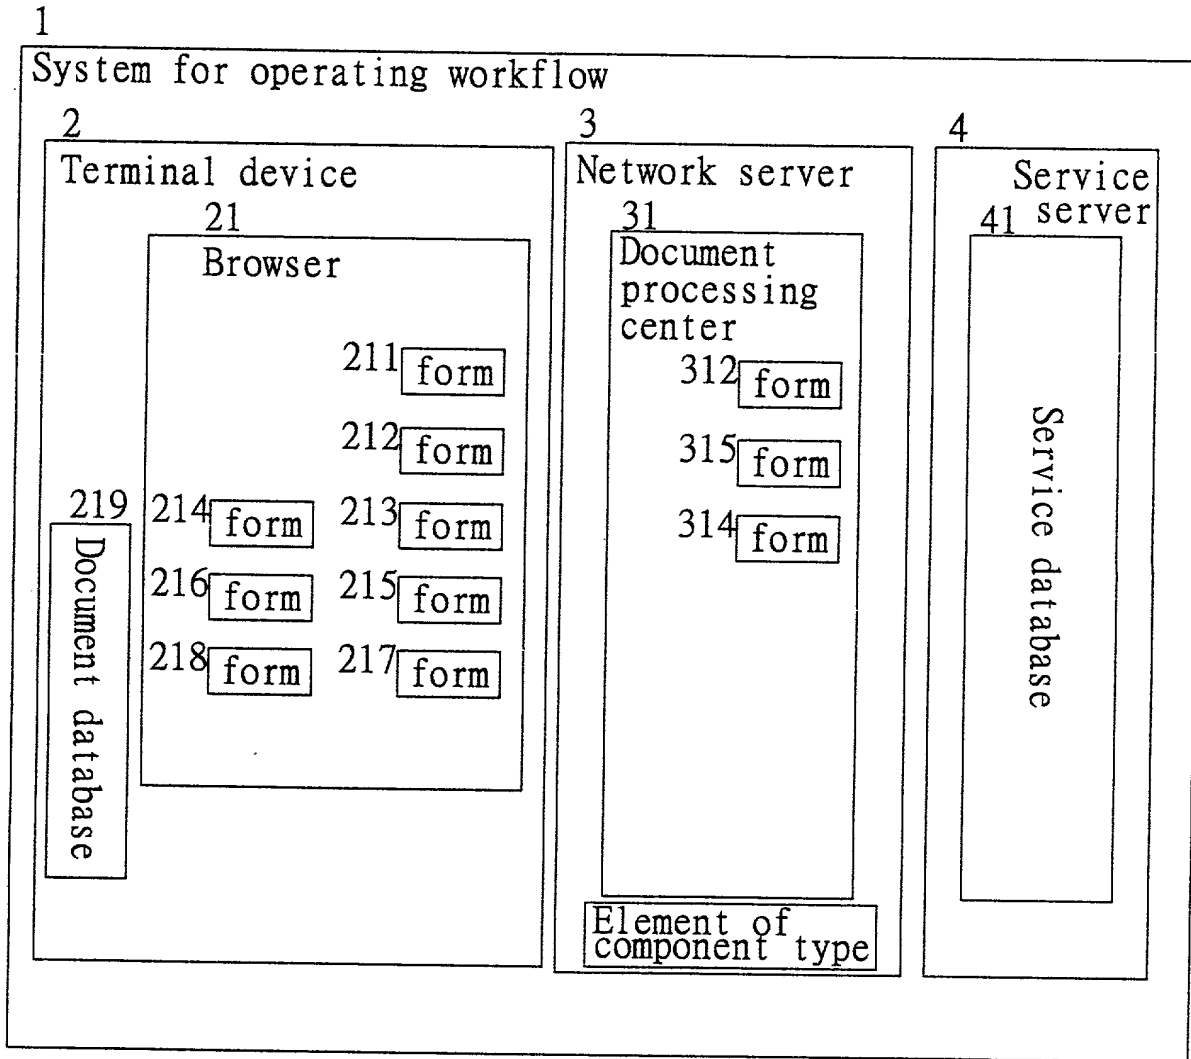 1
System for operating workflow
2
Terminal device
21
Browser
211 form
212 form
214 form 213 form
216 form 215 form
218 form 217 form
219
Document database
3
Network server
31
Document
processing
center
312 form
315 form
314 form
Element of
component type
4
Service
server
41
Service database